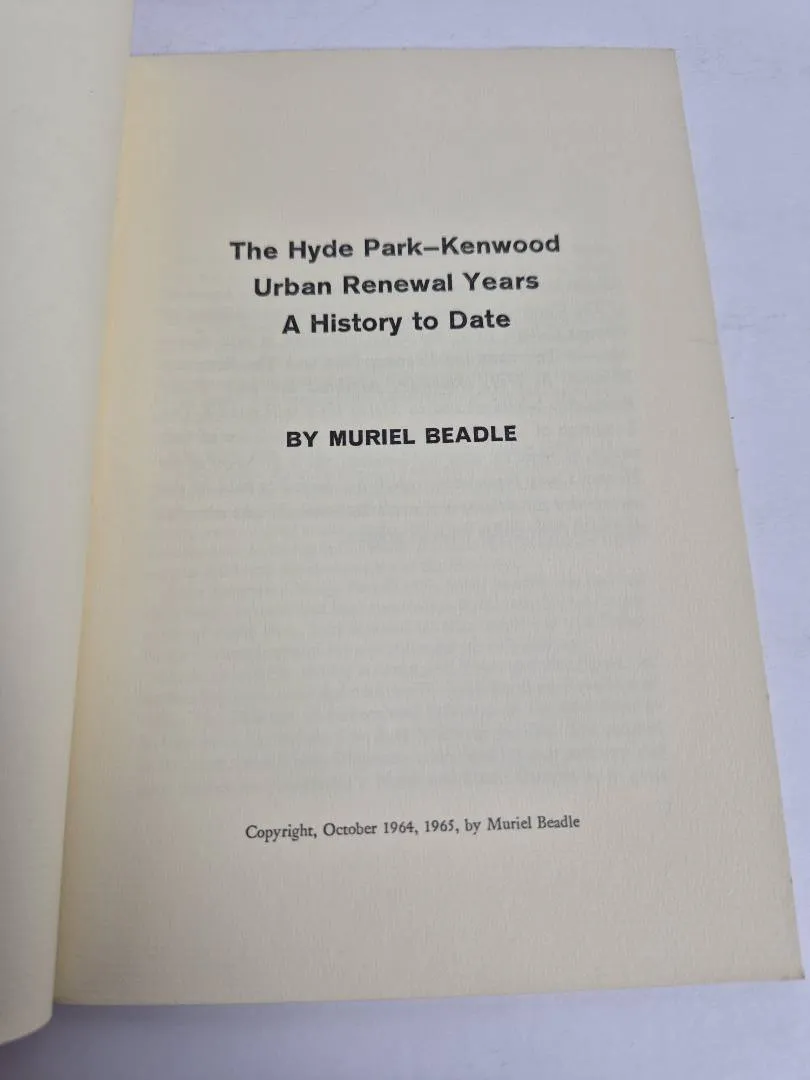 The Hyde Park–Kenwood
Urban Renewal Years
A History to Date
BY MURIEL BEADLE
Copyright, October 1964, 1965, by Muriel Beadle